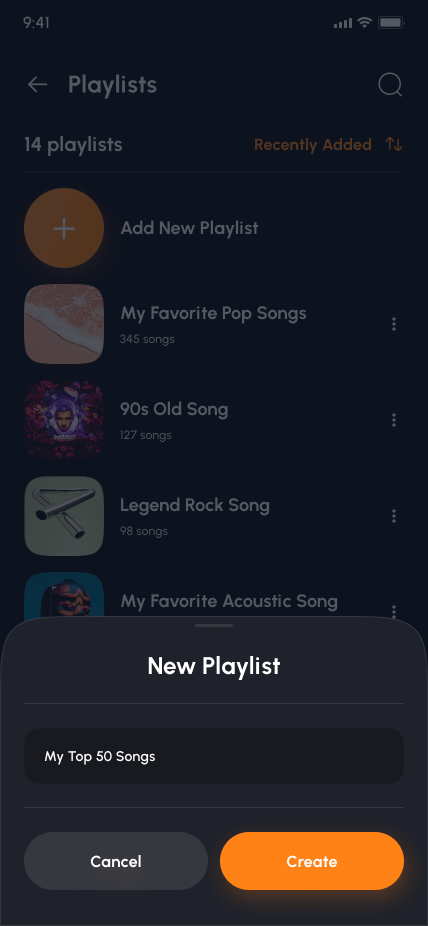 9:41
Playlists
14 playlists
Recently Added
Add New Playlist
My Favorite Pop Songs
345 songs
90s Old Song
127 songs
Legend Rock Song
98 songs
My Favorite Acoustic Song
New Playlist
My Top 50 Songs
Cancel
Create